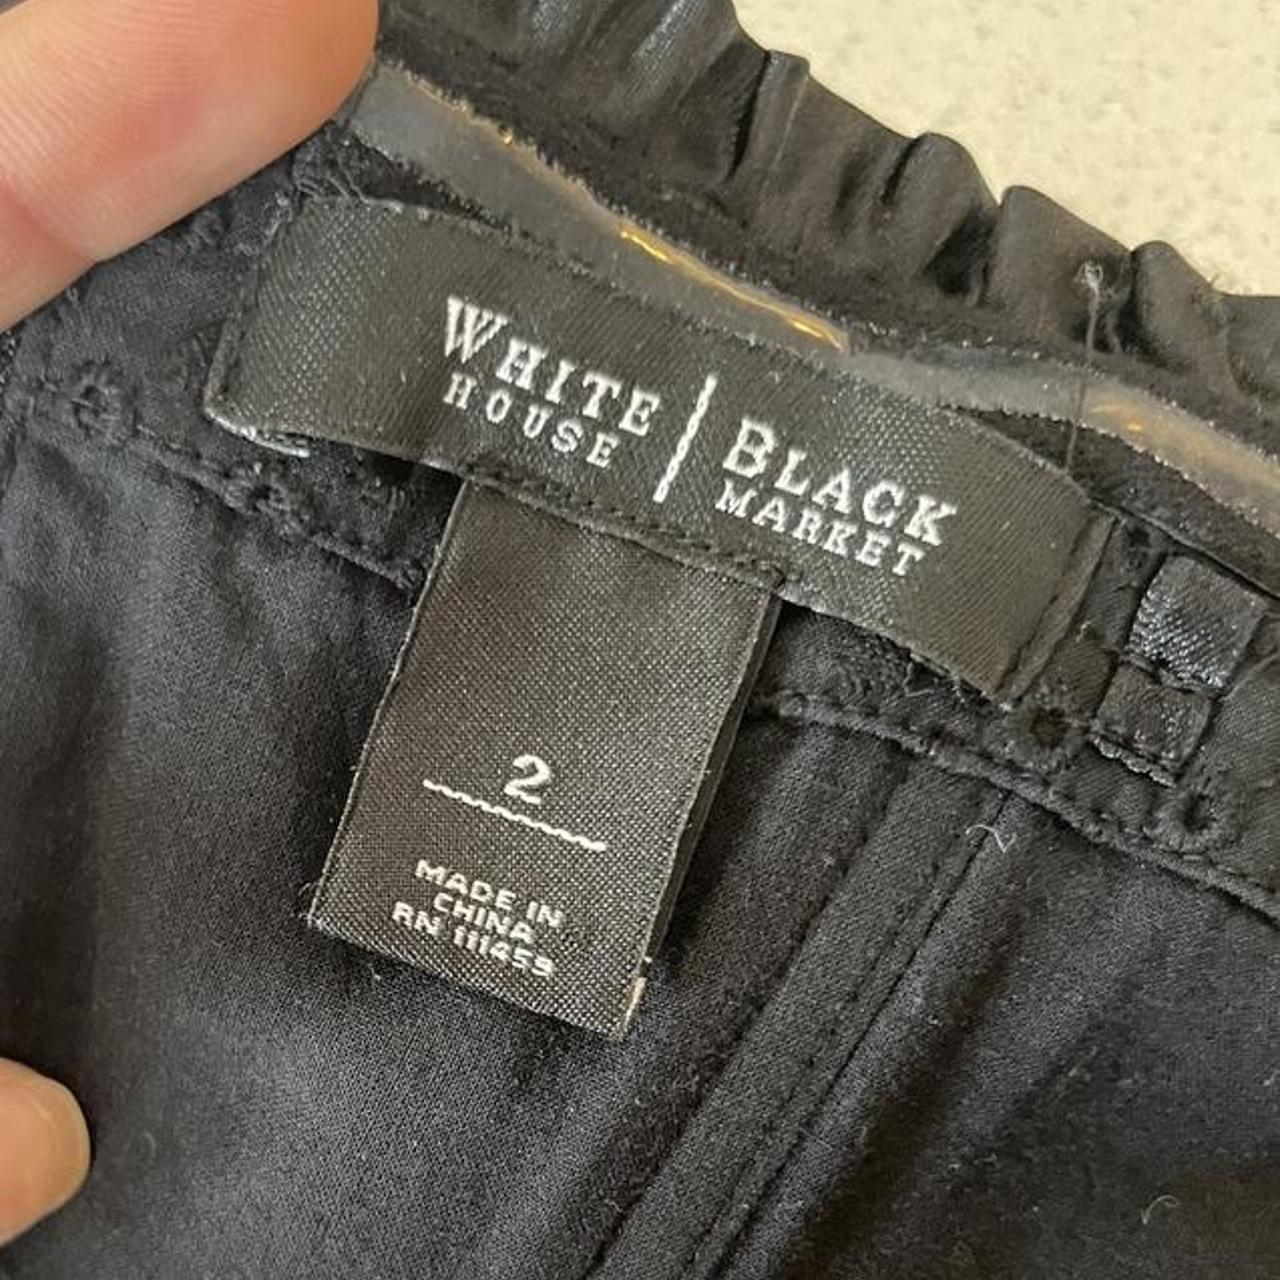 WHITE HOUSE | BLACK MARKET
2
MADE IN
CHINA
RN 111459